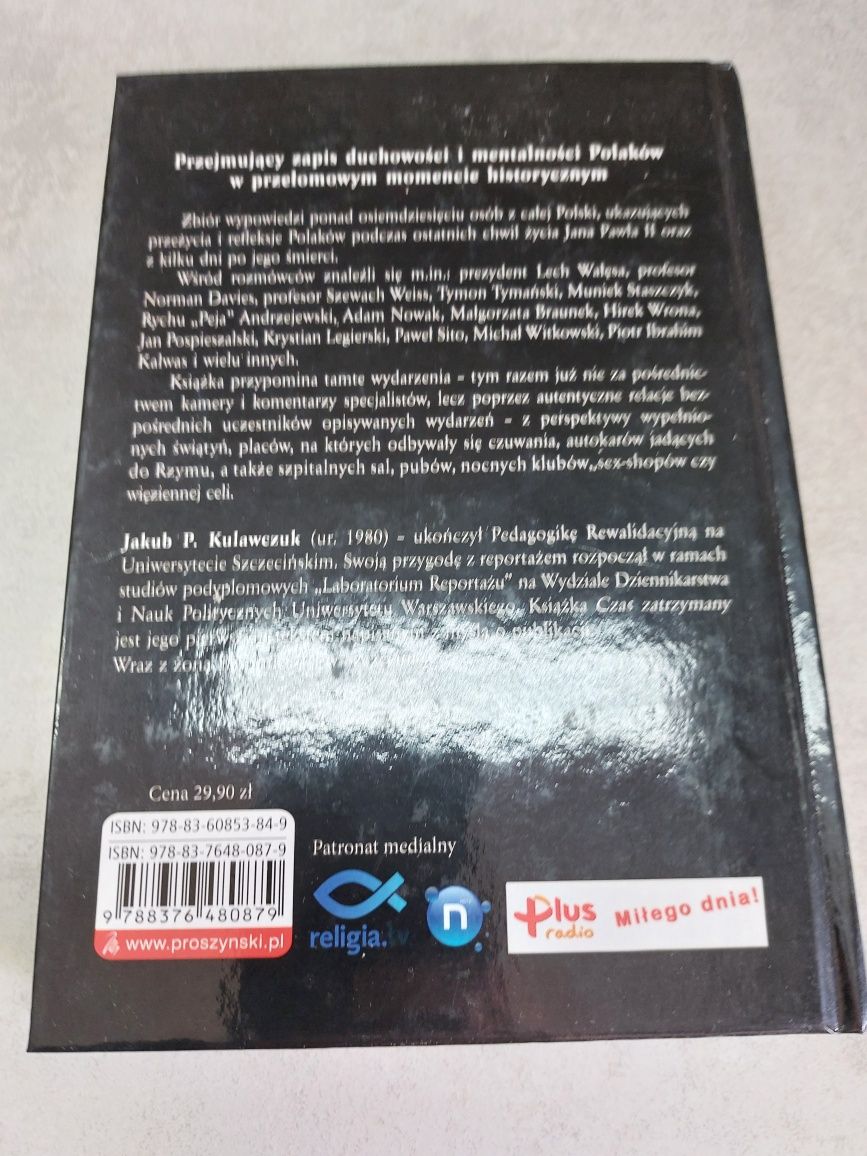 Przejmujący zapis duchowości i mentalności Polaków
w przełomowym momencie historycznym
Zbiór wypowiedzi ponad osiemdziesięciu osób z całej Polski, ukazujących
przeżycia i refleksje Polaków podczas ostatnich chwil życia Jana Pawła II oraz
z kilku dni po jego śmierci.
Wśród rozmówców znaleźli się m.in.: prezydent Lech Wałęsa, profesor
Norman Davies, profesor Szewach Weiss, Tymon Tymański, Muniek Staszczyk,
Rychu „Peja” Andrzejewski, Adam Nowak, Małgorzata Braunek, Hirek Wrona,
Jan Pospieszalski, Krystian Legierski, Paweł Sito, Michał Witkowski, Piotr Ibrahim
Kalwas i wielu innych.
Książka przypomina tamte wydarzenia – tym razem już nie za pośrednic-
twem kamery i komentarzy specjalistów, lecz poprzez autentyczne relacje bez-
pośrednich uczestników opisywanych wydarzeń – z perspektywy wypełnio-
nych świątyń, placów, na których odbywały się czuwania, autokarów jadących
do Rzymu, a także szpitalnych sal, pubów, nocnych klubów, sex-shopów czy
więziennej celi.
Jakub P. Kulawczuk (ur. 1980) – ukończył Pedagogikę Rewalidacyjną na
Uniwersytecie Szczecińskim. Swoją przygodę z reportażem rozpoczął w ramach
studiów podyplomowych „Laboratorium Reportażu” na Wydziale Dziennikarstwa
i Nauk Politycznych Uniwersytetu Warszawskiego. Książka Czas zatrzymany
jest jego z myślą o publikacji.
Wraz z żoną
Cena 29,90 zł
ISBN: 978-83-60853-84-9
ISBN: 978-83-7648-087-9
9 788376 480879
www.proszynski.pl
Patronat medialny
religia.tv
n
Plus
radio
Miłego dnia!